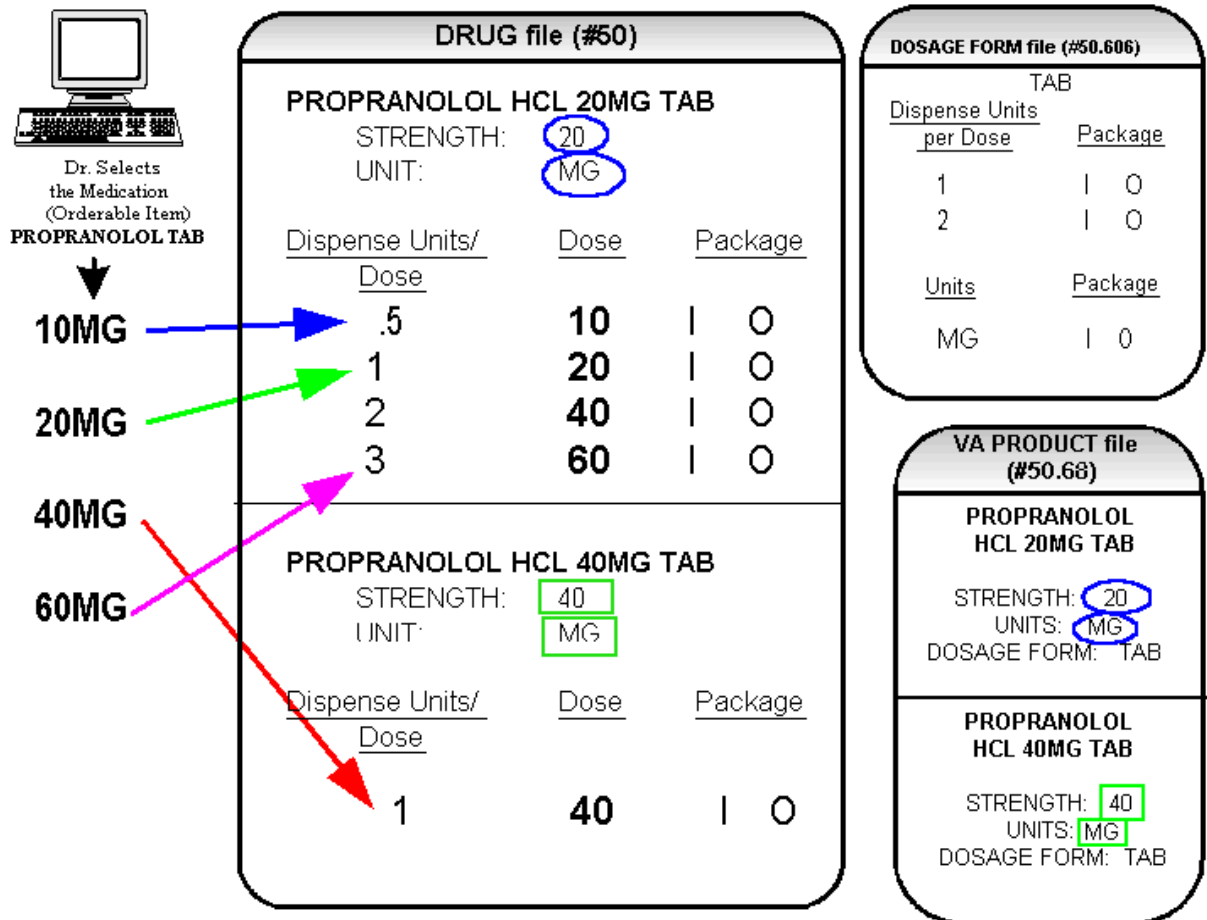 Dr. Selects
the Medication
(Orderable Item)
PROPRANOLOL TAB
10MG
20MG
40MG
60MG
DRUG file (#50)
PROPRANOLOL HCL 20MG TAB
STRENGTH: 20
UNIT: MG
Dispense Units/ Dose Package
Dose
.5 10 I O
1 20 I O
2 40 I O
3 60 I O
PROPRANOLOL HCL 40MG TAB
STRENGTH: 40
UNIT: MG
Dispense Units/ Dose Package
Dose
1 40 I O
DOSAGE FORM file (#50.606)
TAB
Dispense Units
per Dose Package
1 I O
2 I O
Units Package
MG I 0
VA PRODUCT file
(#50.68)
PROPRANOLOL
HCL 20MG TAB
STRENGTH: 20
UNITS: MG
DOSAGE FORM: TAB
PROPRANOLOL
HCL 40MG TAB
STRENGTH: 40
UNITS: MG
DOSAGE FORM: TAB